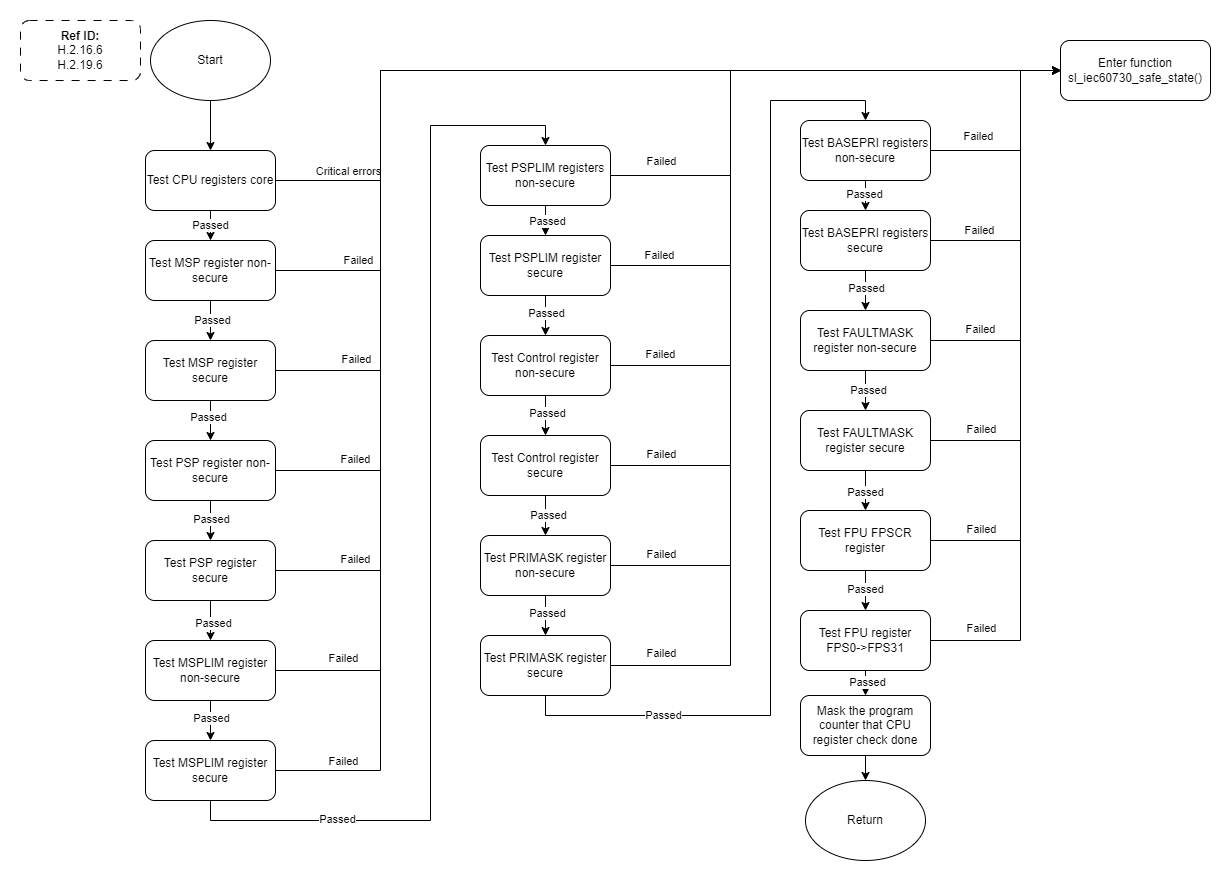 Ref ID:
H.2.16.6
H.2.19.6
Start
Enter function
sl_iec60730_safe_state()
Test CPU registers core
Critical errors
Passed
Test MSP register non-
secure
Failed
Passed
Test MSP register
secure
Failed
Passed
Test PSP register non-
secure
Failed
Passed
Test PSP register
secure
Failed
Passed
Test MSPLIM register
non-secure
Failed
Passed
Test MSPLIM register
secure
Failed
Passed
Test PSPLIM registers
non-secure
Failed
Passed
Test PSPLIM register
secure
Failed
Passed
Test Control register
non-secure
Failed
Passed
Test Control register
secure
Failed
Passed
Test PRIMASK register
non-secure
Failed
Passed
Test PRIMASK register
secure
Failed
Passed
Test BASEPRI registers
non-secure
Failed
Passed
Test BASEPRI registers
secure
Failed
Passed
Test FAULTMASK
register non-secure
Failed
Passed
Test FAULTMASK
register secure
Failed
Passed
Test FPU FPSCR
register
Failed
Passed
Test FPU register
FPS0->FPS31
Failed
Passed
Mask the program
counter that CPU
register check done
Return